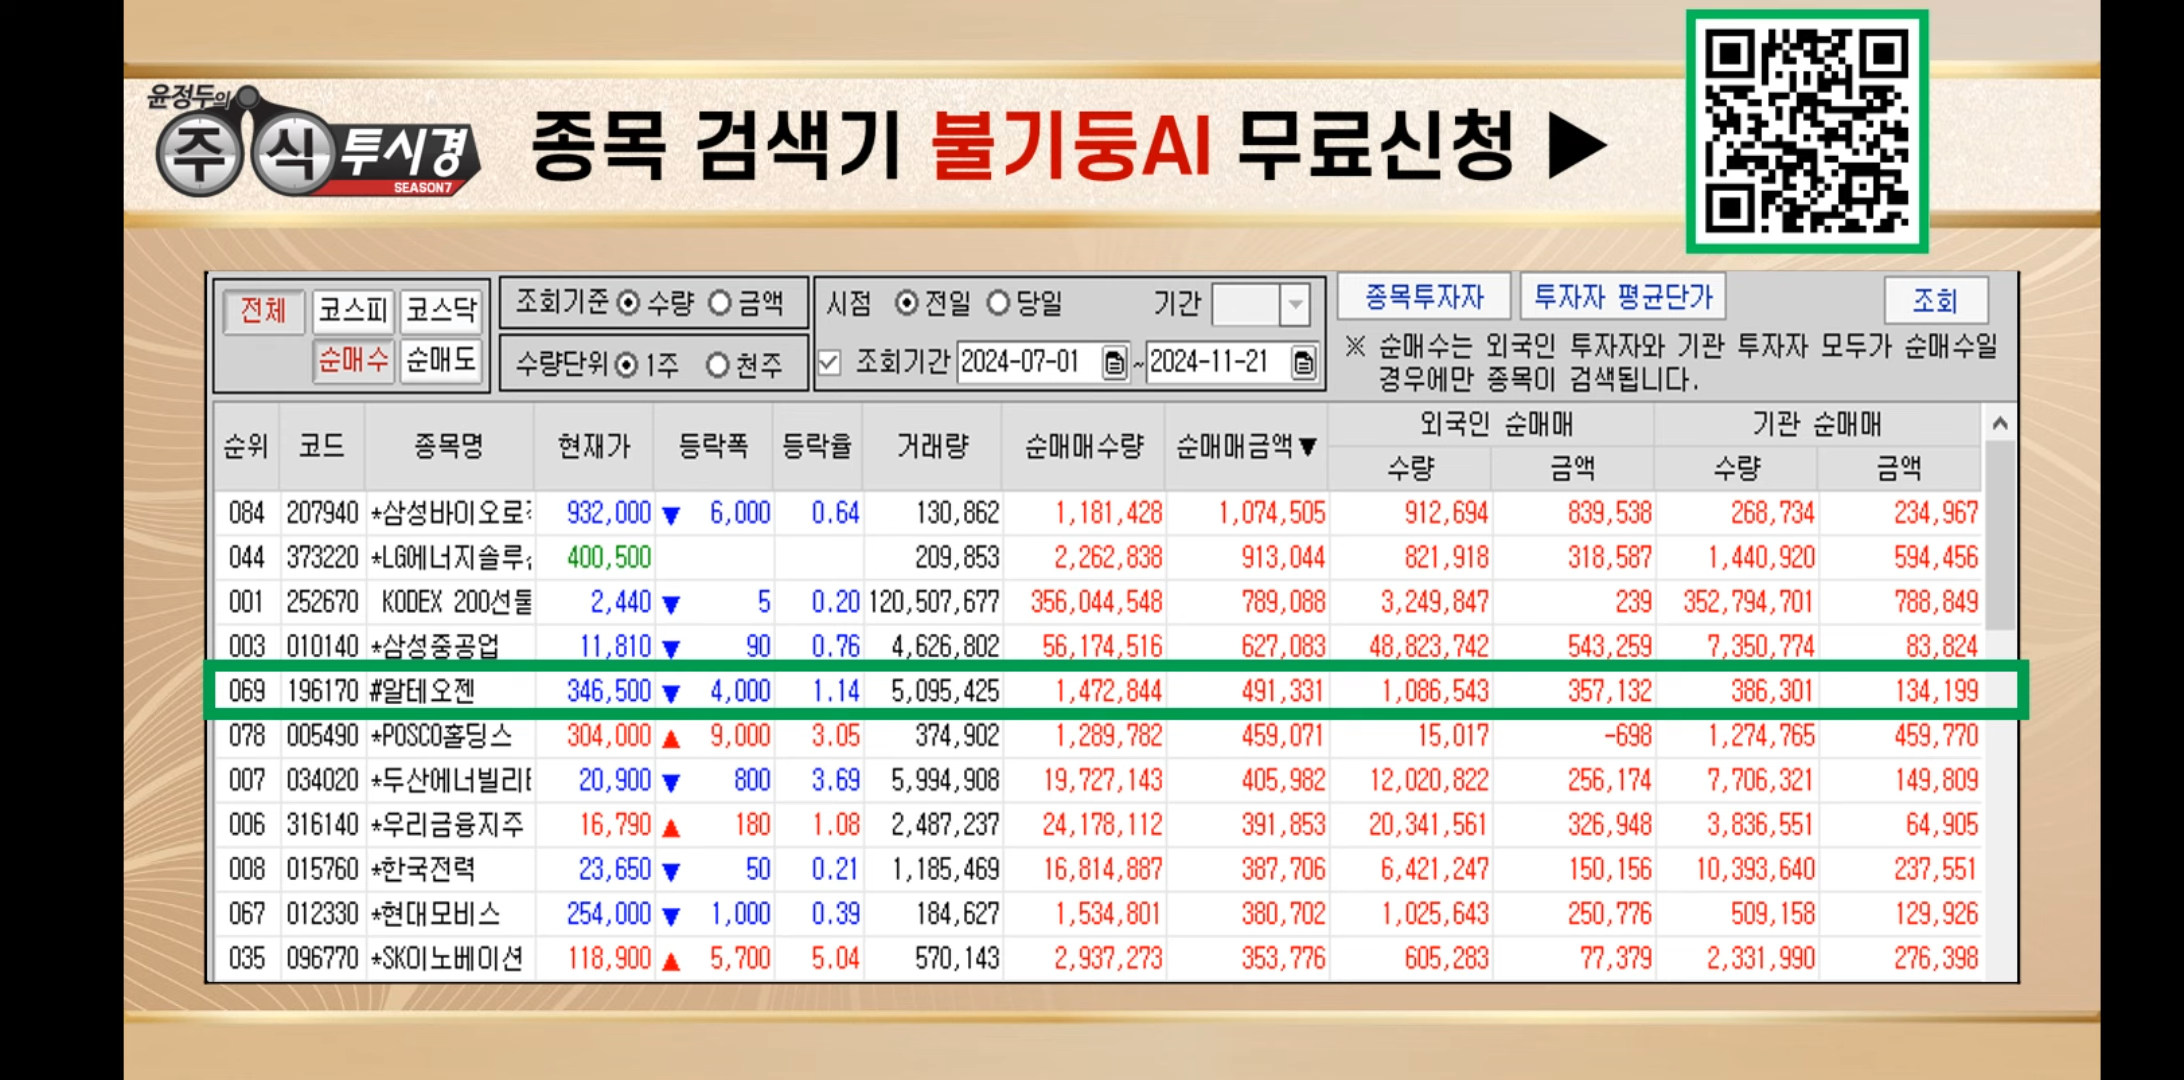 윤정두의
주식투시경
SEASON7
종목 검색기 불기둥AI 무료신청 ▶
전체 코스피 코스닥
순매수 순매도
조회기준 수량 금액
수량단위 1주 천주
시점 전일 당일 기간
조회기간 2024-07-01 ~ 2024-11-21
종목투자자 투자자 평균단가 조회
※ 순매수는 외국인 투자자와 기관 투자자 모두가 순매수일
경우에만 종목이 검색됩니다.
순위 코드 종목명 현재가 등락폭 등락율 거래량 순매매수량 순매매금액▼ 외국인 순매매 기관 순매매
수량 금액 수량 금액
084 207940 *삼성바이오로 932,000 ▼ 6,000 0.64 130,862 1,181,428 1,074,505 912,694 839,538 268,734 234,967
044 373220 *LG에너지솔루 400,500 209,853 2,262,838 913,044 821,918 318,587 1,440,920 594,456
001 252670 KODEX 200선물 2,440 ▼ 5 0.20 120,507,677 356,044,548 789,088 3,249,847 239 352,794,701 788,849
003 010140 *삼성중공업 11,810 ▼ 90 0.76 4,626,802 56,174,516 627,083 48,823,742 543,259 7,350,774 83,824
069 196170 #알테오젠 346,500 ▼ 4,000 1.14 5,095,425 1,472,844 491,331 1,086,543 357,132 386,301 134,199
078 005490 *POSCO홀딩스 304,000 ▲ 9,000 3.05 374,902 1,289,782 459,071 15,017 -698 1,274,765 459,770
007 034020 *두산에너빌리 20,900 ▼ 800 3.69 5,994,908 19,727,143 405,982 12,020,822 256,174 7,706,321 149,809
006 316140 *우리금융지주 16,790 ▲ 180 1.08 2,487,237 24,178,112 391,853 20,341,561 326,948 3,836,551 64,905
008 015760 *한국전력 23,650 ▼ 50 0.21 1,185,469 16,814,887 387,706 6,421,247 150,156 10,393,640 237,551
067 012330 *현대모비스 254,000 ▼ 1,000 0.39 184,627 1,534,801 380,702 1,025,643 250,776 509,158 129,926
035 096770 *SK이노베이션 118,900 ▲ 5,700 5.04 570,143 2,937,273 353,776 605,283 77,379 2,331,990 276,398